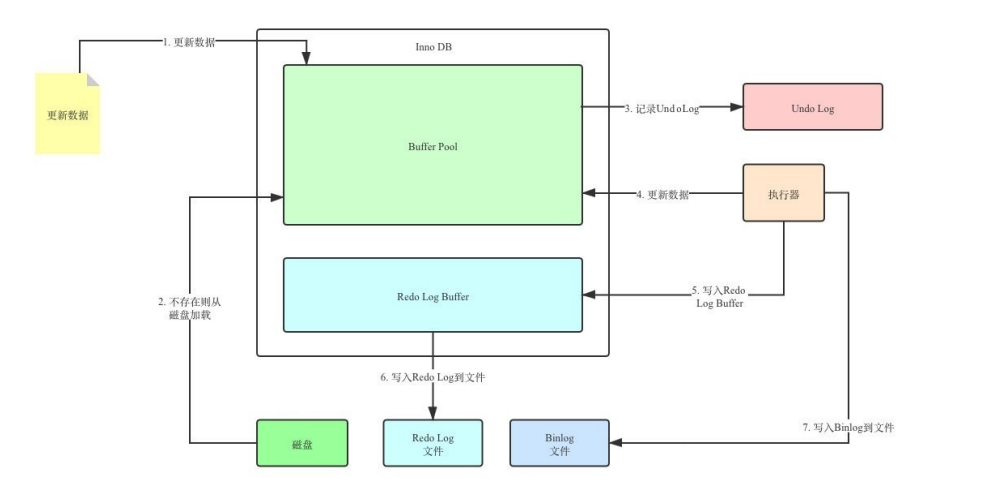 1. 更新数据
Inno DB
更新数据
Buffer Pool
3. 记录UndoLog
Undo Log
4. 更新数据
执行器
2. 不存在则从
磁盘加载
Redo Log Buffer
5. 写入Redo
Log Buffer
6. 写入Redo Log到文件
7. 写入Binlog到文件
磁盘
Redo Log
文件
Binlog
文件